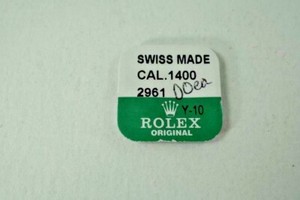 SWISS MADE
CAL.1400
2961
Y-10
ROLEX
ORIGINAL